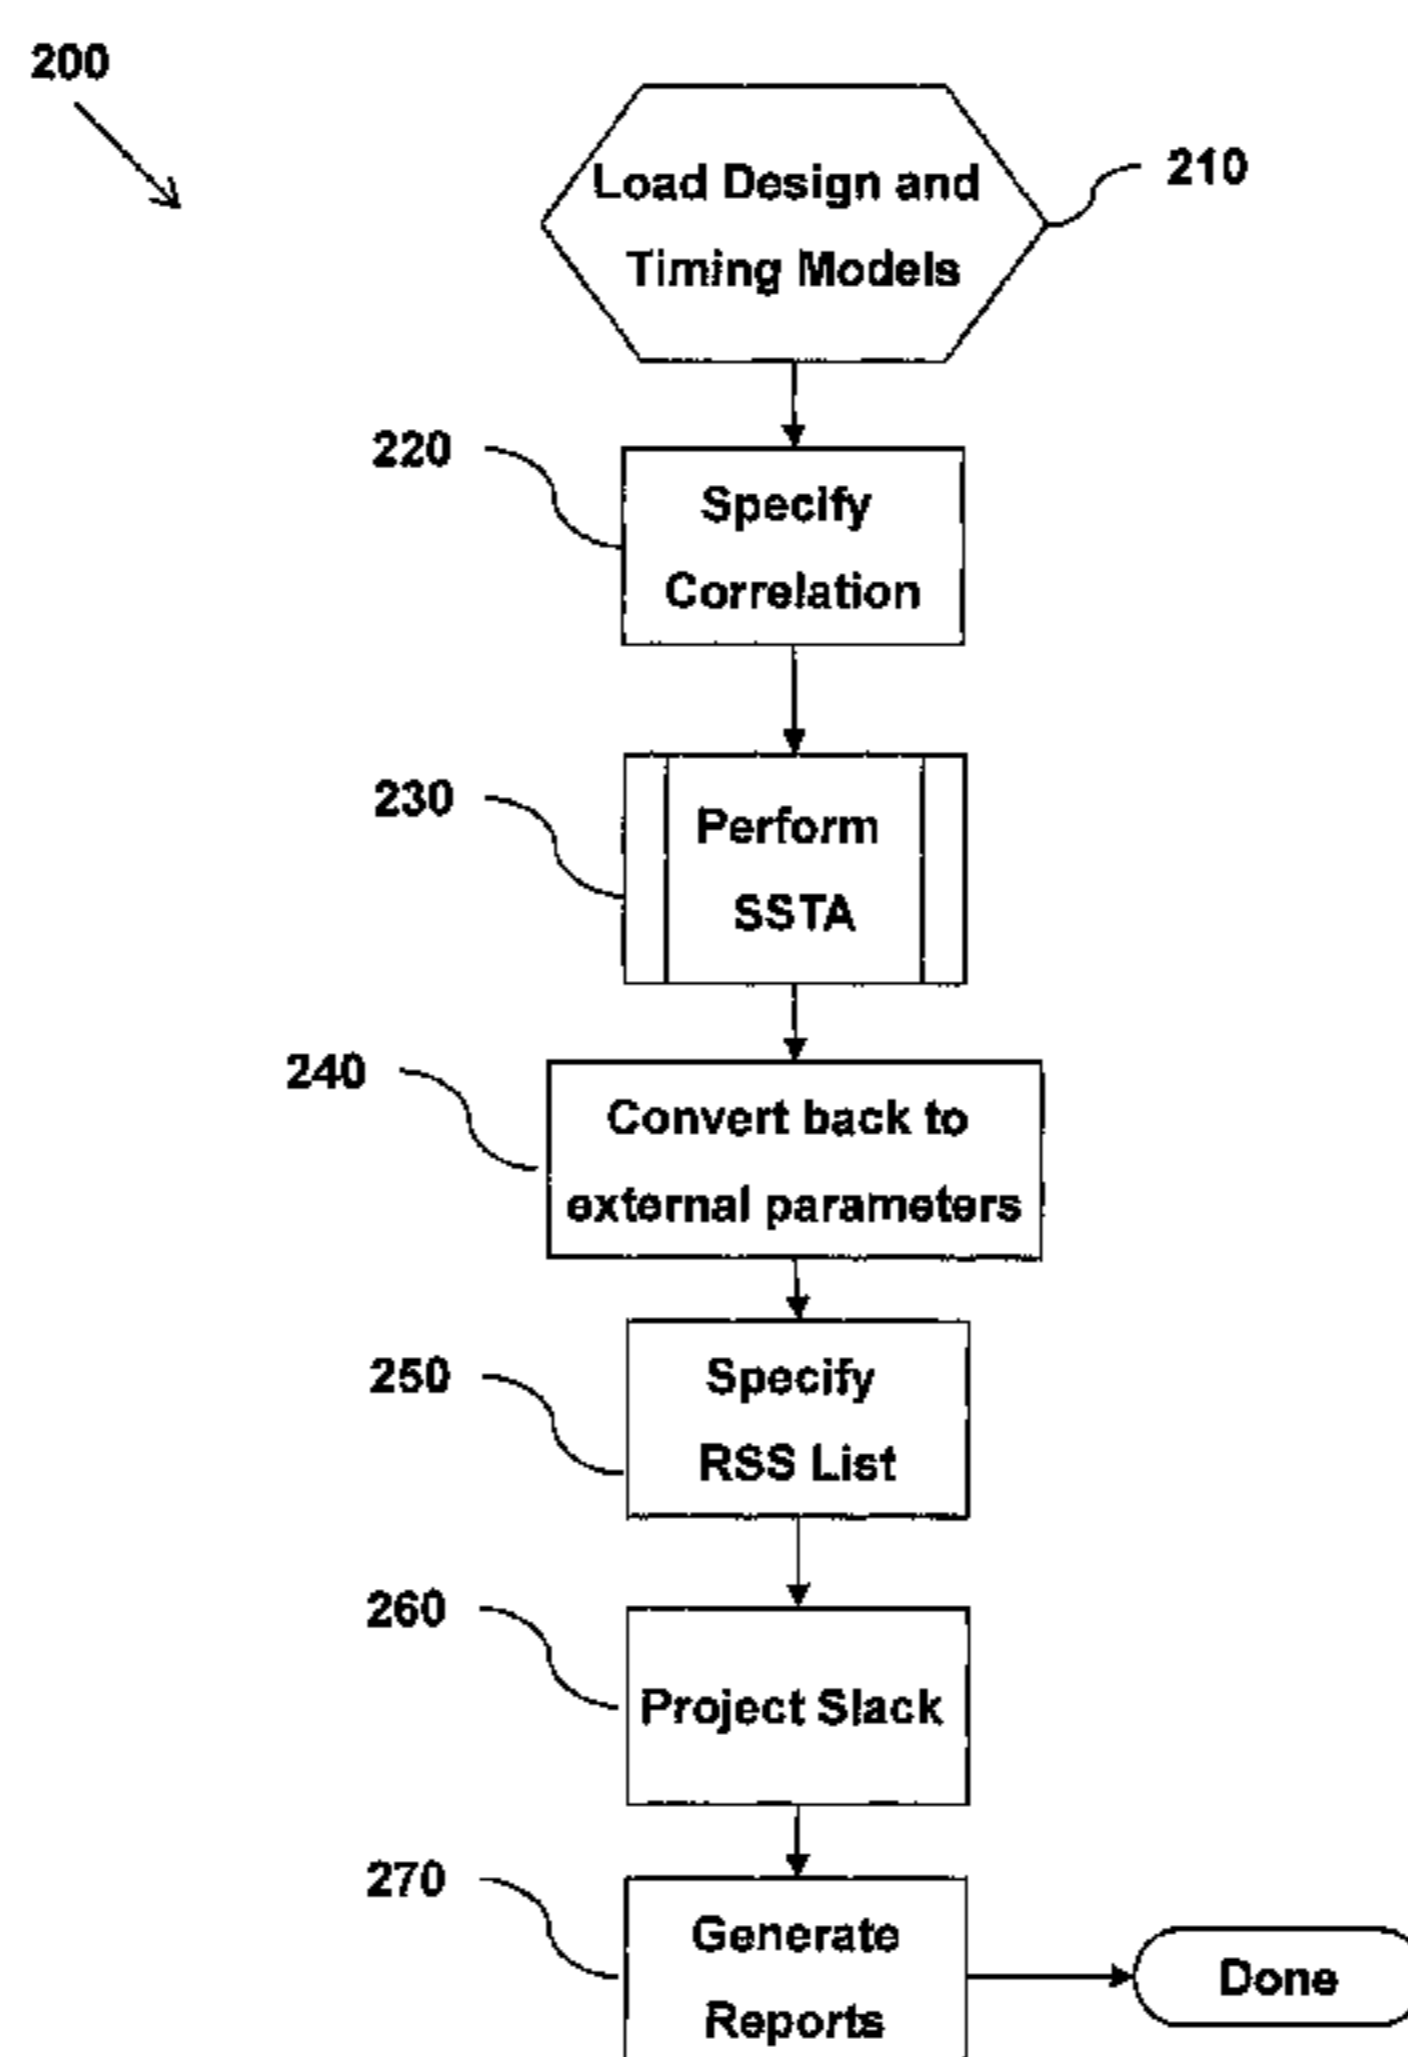 200
Load Design and
Timing Models
210
220
Specify
Correlation
230
Perform
SSTA
240
Convert back to
external parameters
250
Specify
RSS List
260
Project Slack
270
Generate
Reports
Done